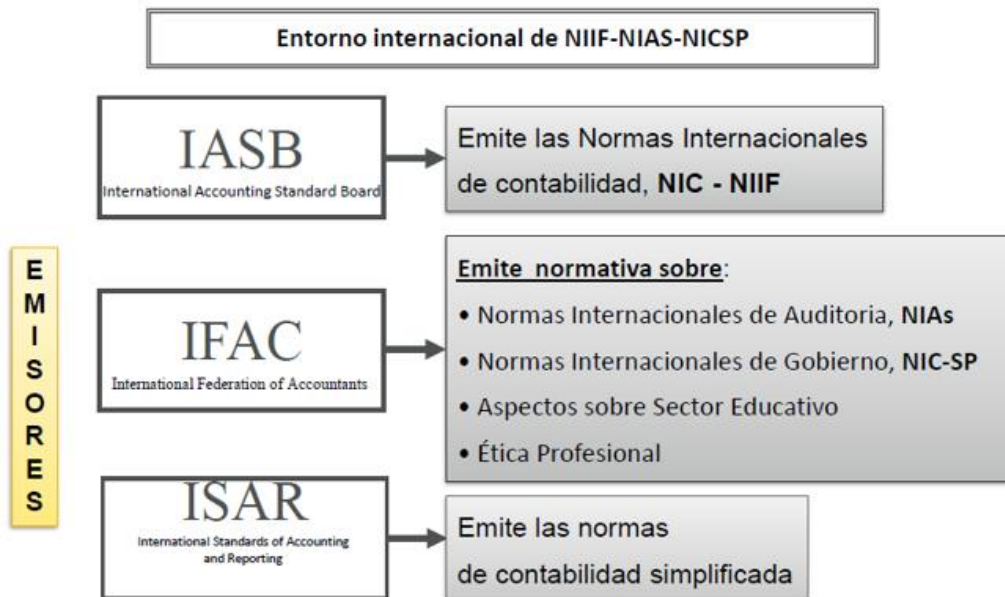 Entorno internacional de NIIF-NIAS-NICSP
IASB
International Accounting Standard Board
Emite las Normas Internacionales
de contabilidad, NIC - NIIF
EMISORES
IFAC
International Federation of Accountants
Emite normativa sobre:
• Normas Internacionales de Auditoria, NIAs
• Normas Internacionales de Gobierno, NIC-SP
• Aspectos sobre Sector Educativo
• Ética Profesional
ISAR
International Standards of Accounting
and Reporting
Emite las normas
de contabilidad simplificada